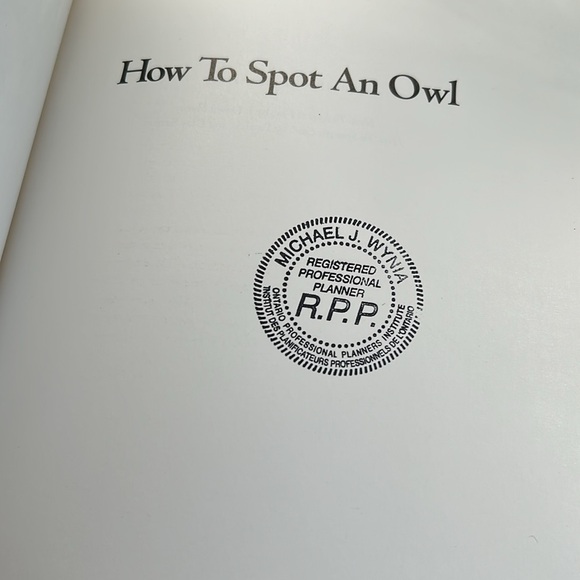 How To Spot An Owl
MICHAEL J. WYNIA
REGISTERED
PROFESSIONAL
PLANNER
R.P.P.
ONTARIO PROFESSIONAL PLANNERS INSTITUTE
INSTITUT DES PLANIFICATEURS PROFESSIONNELS DE L'ONTARIO